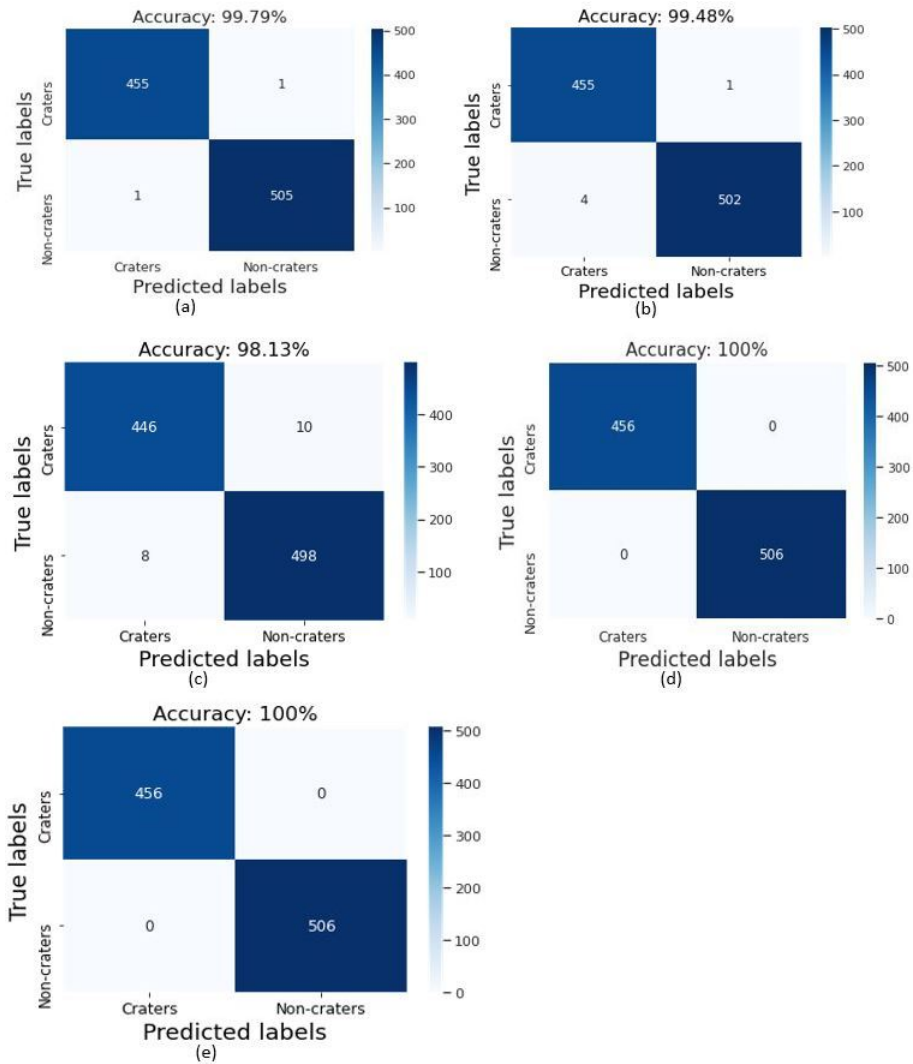 Accuracy: 99.79%
True labels
Craters
Non-craters
455
1
1
505
500
400
300
200
100
Craters
Non-craters
Predicted labels
(a)
Accuracy: 99.48%
True labels
Craters
Non-craters
455
1
4
502
500
400
300
200
100
Craters
Non-craters
Predicted labels
(b)
Accuracy: 98.13%
True labels
Craters
Non-craters
446
10
8
498
400
300
200
100
Craters
Non-craters
Predicted labels
(c)
Accuracy: 100%
True labels
Craters
Non-craters
456
0
0
506
500
400
300
200
100
0
Craters
Non-craters
Predicted labels
(d)
Accuracy: 100%
True labels
Craters
Non-craters
456
0
0
506
500
400
300
200
100
0
Craters
Non-craters
Predicted labels
(e)